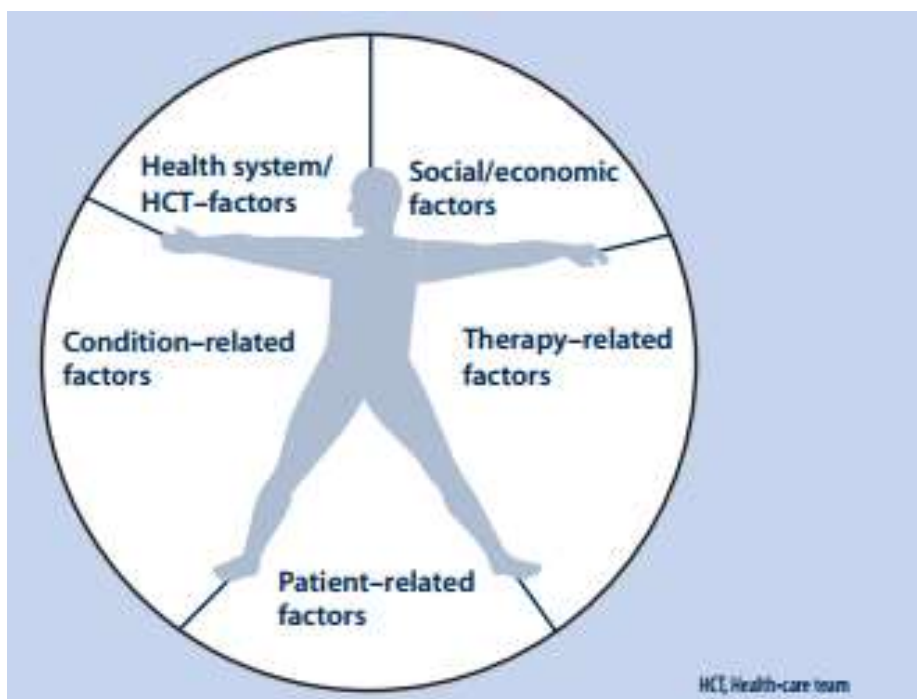 Health system/
HCT–factors
Social/economic
factors
Condition–related
factors
Therapy–related
factors
Patient–related
factors
HCT, Health-care team